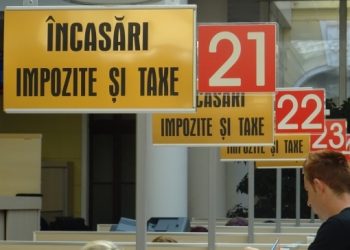 ÎNCASĂRI
IMPOZITE ȘI TAXE
21
ÎNCASĂRI
IMPOZITE ȘI TAXE
22
IMPOZITE ȘI TAXE
23